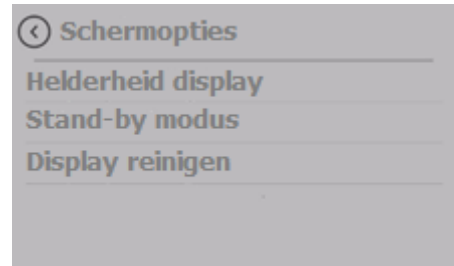 Schermopties
Helderheid display
Stand-by modus
Display reinigen